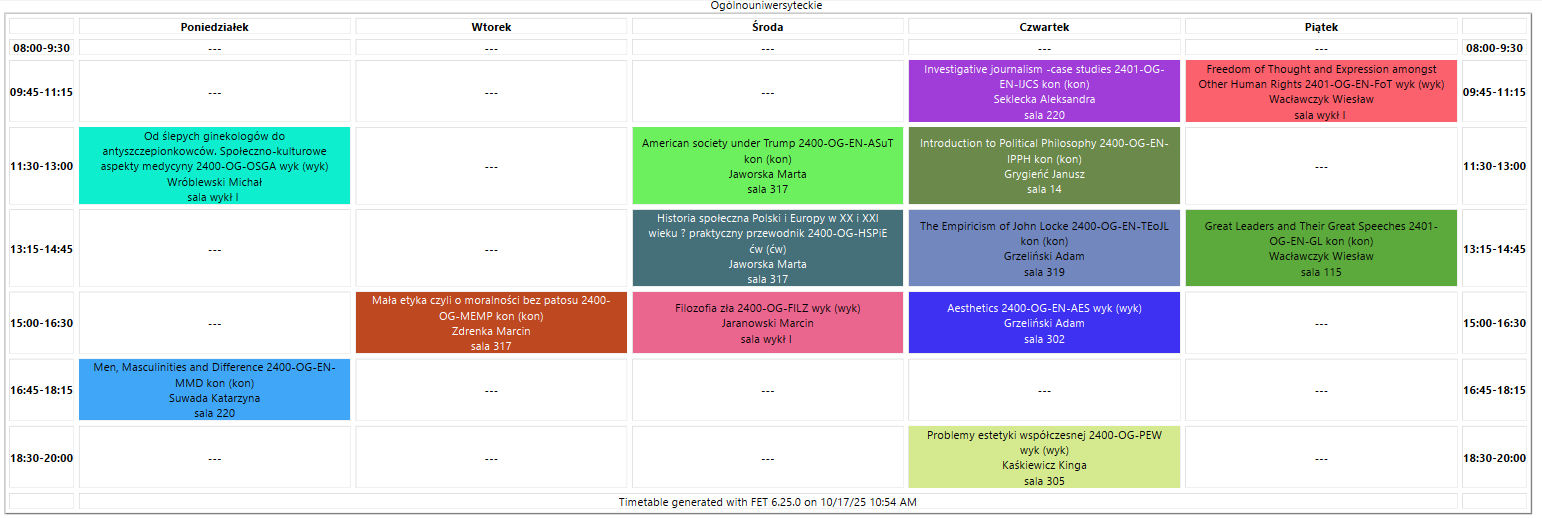 Ogólnouniwersyteckie
Poniedziałek Wtorek Środa Czwartek Piątek
08:00-9:30 --- --- --- --- --- 08:00-9:30
09:45-11:15 --- --- ---
Investigative journalism -case studies 2401-OG-
EN-IJCS kon (kon)
Seklecka Aleksandra
sala 220
Freedom of Thought and Expression amongst
Other Human Rights 2401-OG-EN-FoT wyk (wyk)
Wacławczyk Wiesław
sala wykł I
09:45-11:15
11:30-13:00
Od ślepych ginekologów do
antyszczepionkowców. Społeczno-kulturowe
aspekty medycyny 2400-OG-OSGA wyk (wyk)
Wróblewski Michał
sala wykł I
---
American society under Trump 2400-OG-EN-ASuT
kon (kon)
Jaworska Marta
sala 317
Introduction to Political Philosophy 2400-OG-EN-
IPPH kon (kon)
Grygieńć Janusz
sala 14
---
11:30-13:00
13:15-14:45
---
---
Historia społeczna Polski i Europy w XX i XXI
wieku ? praktyczny przewodnik 2400-OG-HSPiE
ćw (ćw)
Jaworska Marta
sala 317
The Empiricism of John Locke 2400-OG-EN-TEoJL
kon (kon)
Grzeliński Adam
sala 319
Great Leaders and Their Great Speeches 2401-
OG-EN-GL kon (kon)
Wacławczyk Wiesław
sala 115
13:15-14:45
15:00-16:30
---
Mała etyka czyli o moralności bez patosu 2400-
OG-MEMP kon (kon)
Zdrenka Marcin
sala 317
Filozofia zła 2400-OG-FILZ wyk (wyk)
Jaranowski Marcin
sala wykł I
Aesthetics 2400-OG-EN-AES wyk (wyk)
Grzeliński Adam
sala 302
---
15:00-16:30
16:45-18:15
Men, Masculinities and Difference 2400-OG-EN-
MMD kon (kon)
Suwada Katarzyna
sala 220
--- --- --- ---
16:45-18:15
18:30-20:00
--- --- ---
Problemy estetyki współczesnej 2400-OG-PEW
wyk (wyk)
Kaśkiewicz Kinga
sala 305
---
18:30-20:00
Timetable generated with FET 6.25.0 on 10/17/25 10:54 AM